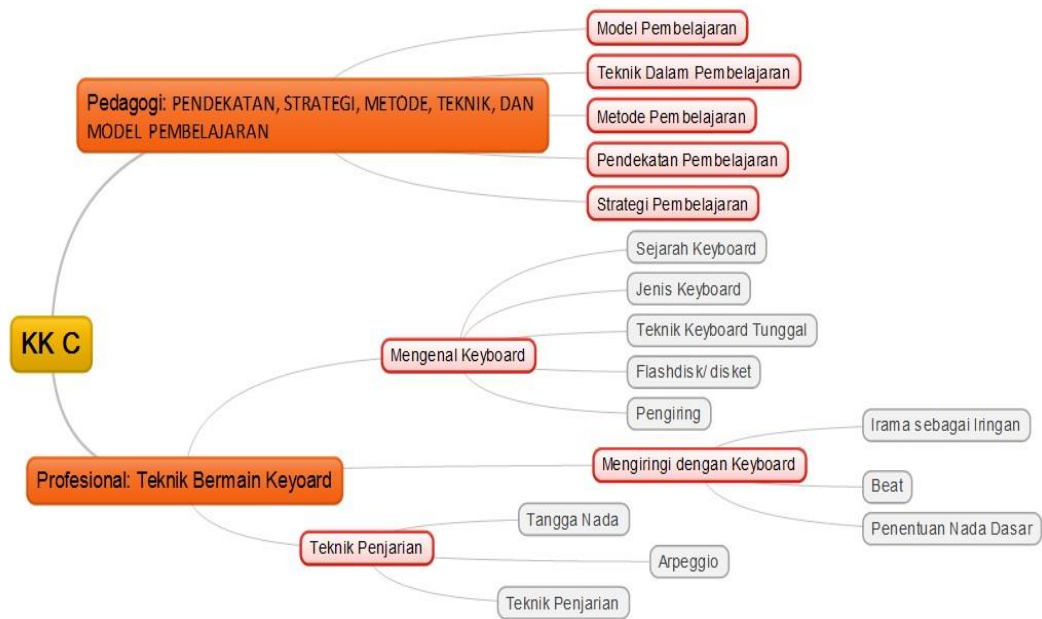 Model Pembelajaran
Teknik Dalam Pembelajaran
Pedagogi: PENDEKATAN, STRATEGI, METODE, TEKNIK, DAN
MODEL PEMBELAJARAN
Metode Pembelajaran
Pendekatan Pembelajaran
Strategi Pembelajaran
KK C
Sejarah Keyboard
Jenis Keyboard
Teknik Keyboard Tunggal
Mengenal Keyboard
Flashdisk/ disket
Pengiring
Profesional: Teknik Bermain Keyoard
Mengiringi dengan Keyboard
Irama sebagai Iringan
Beat
Penentuan Nada Dasar
Teknik Penjarian
Tangga Nada
Arpeggio
Teknik Penjarian